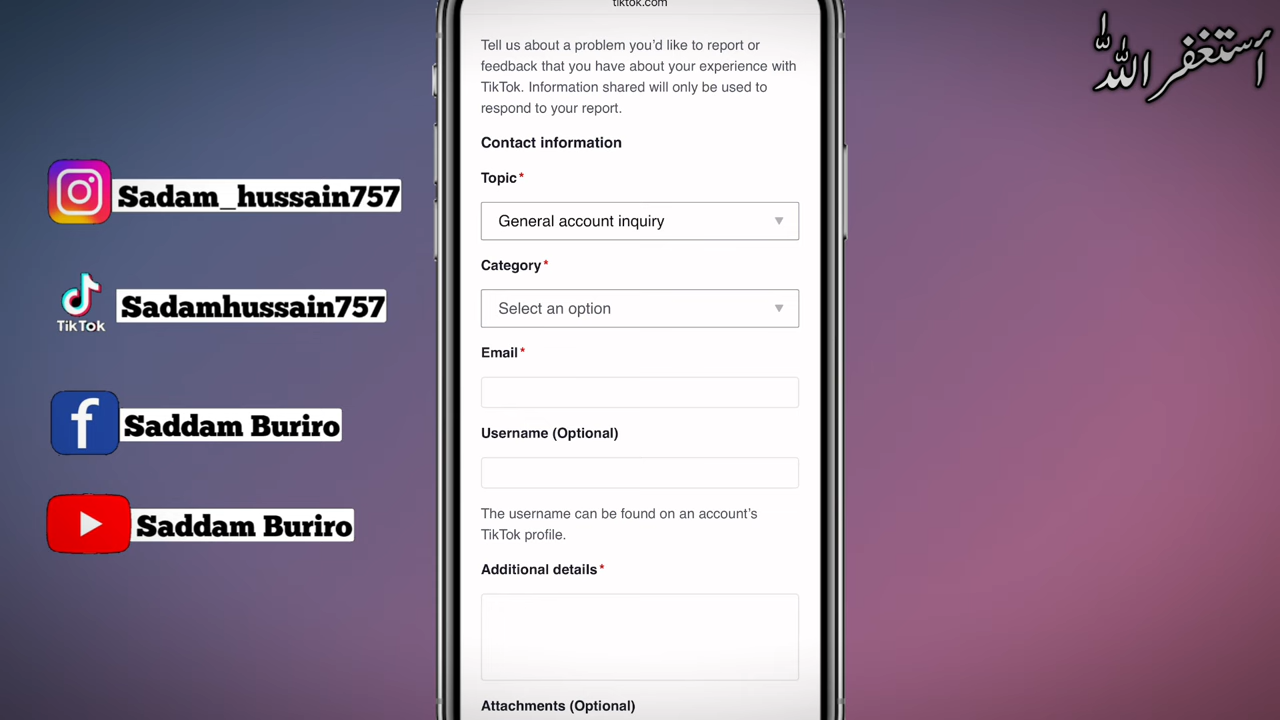 tiktok.com
أستغفر الله
Tell us about a problem you'd like to report or
feedback that you have about your experience with
TikTok. Information shared will only be used to
respond to your report.
Contact information
Topic*
General account inquiry
Category*
Select an option
Email*
Username (Optional)
The username can be found on an account's
TikTok profile.
Additional details*
Attachments (Optional)
Sadam_hussain757
TikTok
Sadamhussain757
f
Saddam Buriro
Saddam Buriro